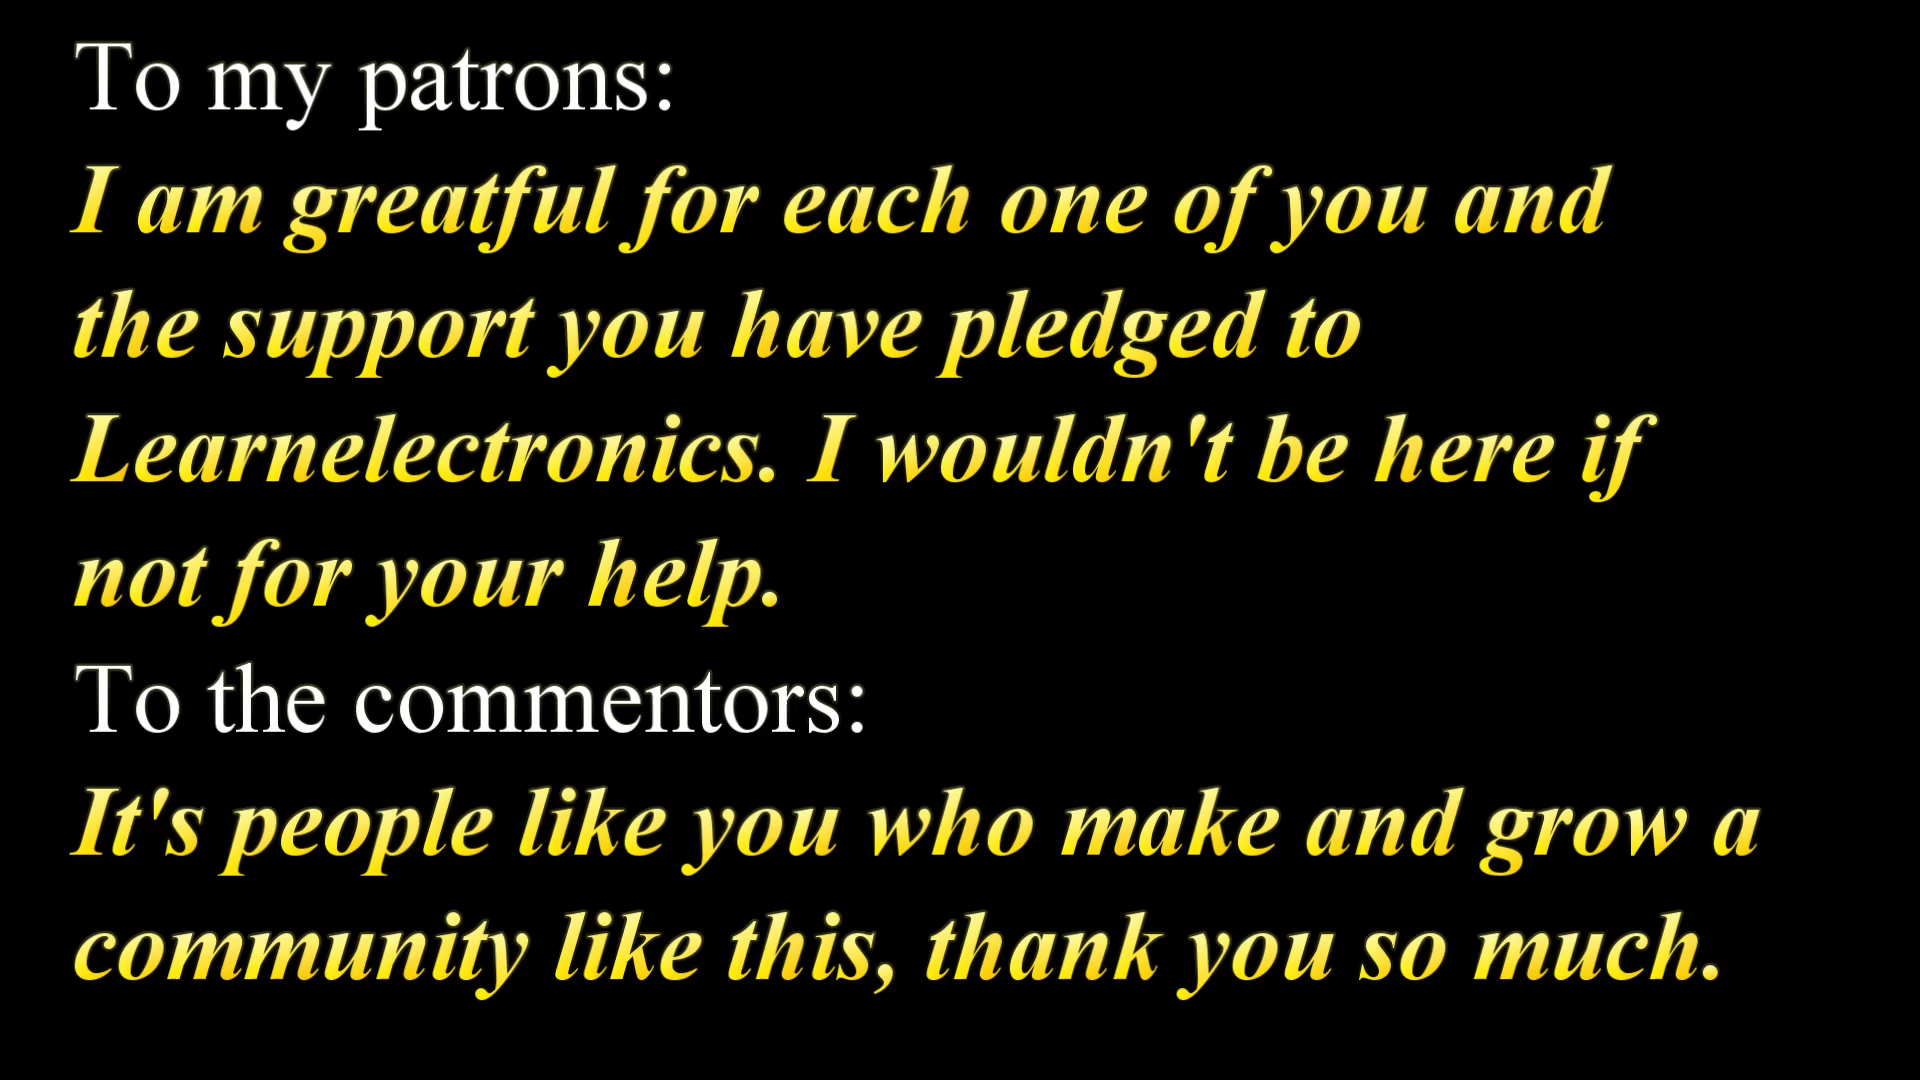 To my patrons:
I am greatful for each one of you and
the support you have pledged to
Learnelectronics. I wouldn't be here if
not for your help.
To the commentors:
It's people like you who make and grow a
community like this, thank you so much.